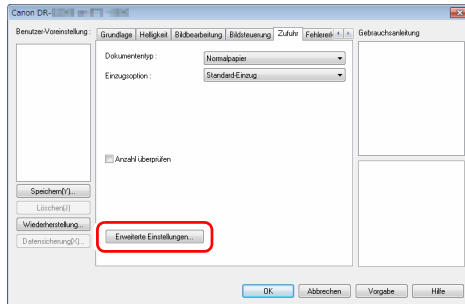 Canon DR-
Benutzer-Voreinstellung :
Grundlage Helligkeit Bildbearbeitung Bildsteuerung Zufuhr
Gebrauchsanleitung
Dokumententyp : Normalpapier
Einzugsoption : Standard-Einzug
Anzahl überprüfen
Speichern(Y)...
Löschen(J)
Wiederherstellung...
Datensicherung(X)...
Erweiterte Einstellungen...
OK Abbrechen Vorgabe Hilfe